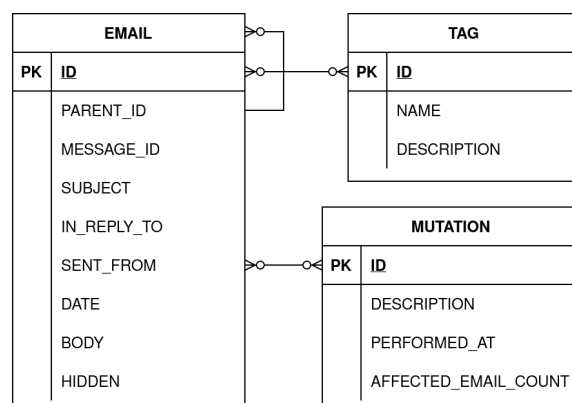 EMAIL
PK ID
PARENT_ID
MESSAGE_ID
SUBJECT
IN_REPLY_TO
SENT_FROM
DATE
BODY
HIDDEN
TAG
PK ID
NAME
DESCRIPTION
MUTATION
PK ID
DESCRIPTION
PERFORMED_AT
AFFECTED_EMAIL_COUNT